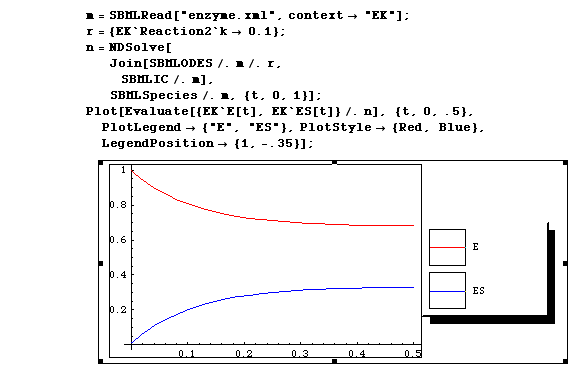 m = SBMLRead["enzyme.xml", context → "EK"];
r = {EK`Reaction2`k → 0.1};
n = NDSolve[
Join[SBMLODES /. m /. r,
SBMLIC /. m],
SBMLSpecies /. m, {t, 0, 1}];
Plot[Evaluate[{EK`E[t], EK`ES[t]} /. n], {t, 0, .5},
PlotLegend → {"E", "ES"}, PlotStyle → {Red, Blue},
LegendPosition → {1, -.35}];
1
0.8
0.6
0.4
0.2
0.1 0.2 0.3 0.4 0.5
E
ES